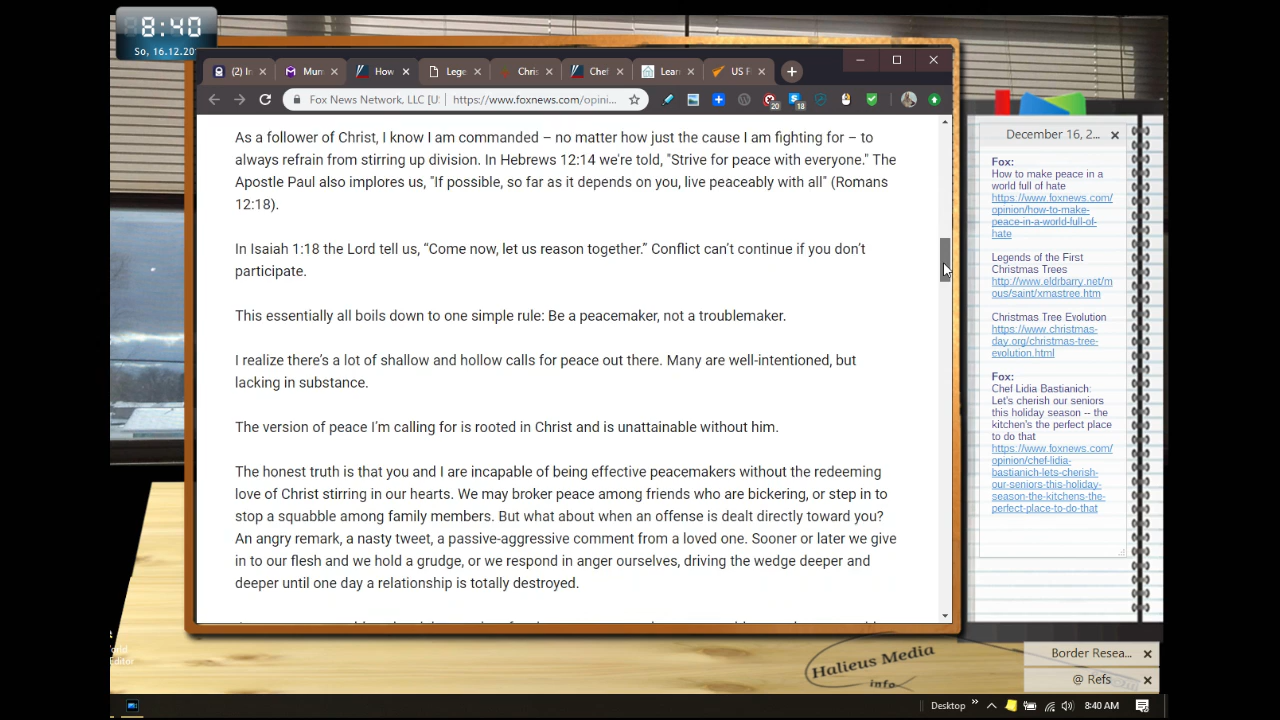 8:40
So, 16.12.20
(2) I
Mur
How
Lege
Chris
Chef
Lear
US F
Fox News Network, LLC [U
https://www.foxnews.com/opini...
20
18
As a follower of Christ, I know I am commanded – no matter how just the cause I am fighting for – to
always refrain from stirring up division. In Hebrews 12:14 we're told, "Strive for peace with everyone." The
Apostle Paul also implores us, "If possible, so far as it depends on you, live peaceably with all" (Romans
12:18).
In Isaiah 1:18 the Lord tell us, “Come now, let us reason together.” Conflict can’t continue if you don’t
participate.
This essentially all boils down to one simple rule: Be a peacemaker, not a troublemaker.
I realize there’s a lot of shallow and hollow calls for peace out there. Many are well-intentioned, but
lacking in substance.
The version of peace I’m calling for is rooted in Christ and is unattainable without him.
The honest truth is that you and I are incapable of being effective peacemakers without the redeeming
love of Christ stirring in our hearts. We may broker peace among friends who are bickering, or step in to
stop a squabble among family members. But what about when an offense is dealt directly toward you?
An angry remark, a nasty tweet, a passive-aggressive comment from a loved one. Sooner or later we give
in to our flesh and we hold a grudge, or we respond in anger ourselves, driving the wedge deeper and
deeper until one day a relationship is totally destroyed.
December 16, 2...
Fox:
How to make peace in a
world full of hate
https://www.foxnews.com/
opinion/how-to-make-
peace-in-a-world-full-of-
hate
Legends of the First
Christmas Trees
http://www.eldrbarry.net/m
ous/saint/xmastree.htm
Christmas Tree Evolution
https://www.christmas-
day.org/christmas-tree-
evolution.html
Fox:
Chef Lidia Bastianich:
Let's cherish our seniors
this holiday season -- the
kitchen's the perfect place
to do that
https://www.foxnews.com/
opinion/chef-lidia-
bastianich-lets-cherish-
our-seniors-this-holiday-
season-the-kitchens-the-
perfect-place-to-do-that
orld
Editor
Halieus Media
info
Border Resea...
@ Refs
Desktop
8:40 AM